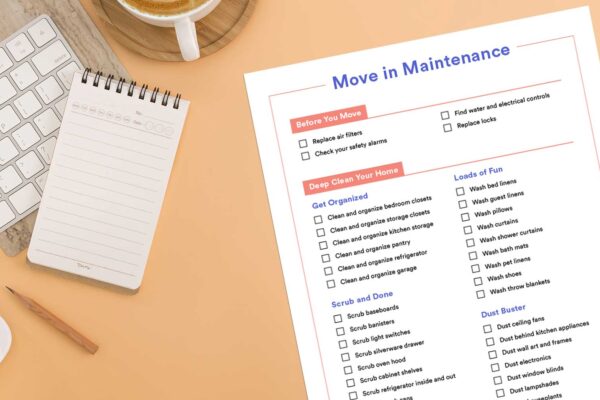 Move in Maintenance
Before You Move
Replace air filters
Check your safety alarms
Find water and electrical controls
Replace locks
Deep Clean Your Home
Get Organized
Clean and organize bedroom closets
Clean and organize storage closets
Clean and organize kitchen storage
Clean and organize pantry
Clean and organize refrigerator
Clean and organize garage
Scrub and Done
Scrub baseboards
Scrub banisters
Scrub light switches
Scrub silverware drawer
Scrub oven hood
Scrub cabinet shelves
Scrub refrigerator inside and out
Loads of Fun
Wash bed linens
Wash guest linens
Wash pillows
Wash curtains
Wash shower curtains
Wash bath mats
Wash pet linens
Wash shoes
Wash throw blankets
Dust Buster
Dust ceiling fans
Dust behind kitchen appliances
Dust wall art and frames
Dust electronics
Dust window blinds
Dust lampshades